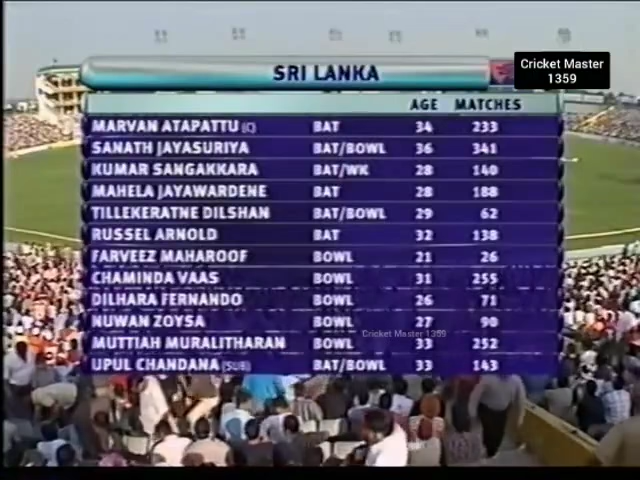 Cricket Master
1359
SRI LANKA
AGE MATCHES
MARVAN ATAPATTU (C) BAT 34 233
SANATH JAYASURIYA BAT/BOWL 36 341
KUMAR SANGAKKARA BAT/WK 28 140
MAHELA JAYAWARDENE BAT 28 188
TILLEKERATNE DILSHAN BAT/BOWL 29 62
RUSSEL ARNOLD BAT 32 138
FARVEEZ MAHAROOF BOWL 21 26
CHAMINDA VAAS BOWL 31 255
DILHARA FERNANDO BOWL 26 71
NUWAN ZOYSA BOWL 27 90
Cricket Master 1359
MUTTIAH MURALITHARAN BOWL 33 252
UPUL CHANDANA (SUB) BAT/BOWL 33 143